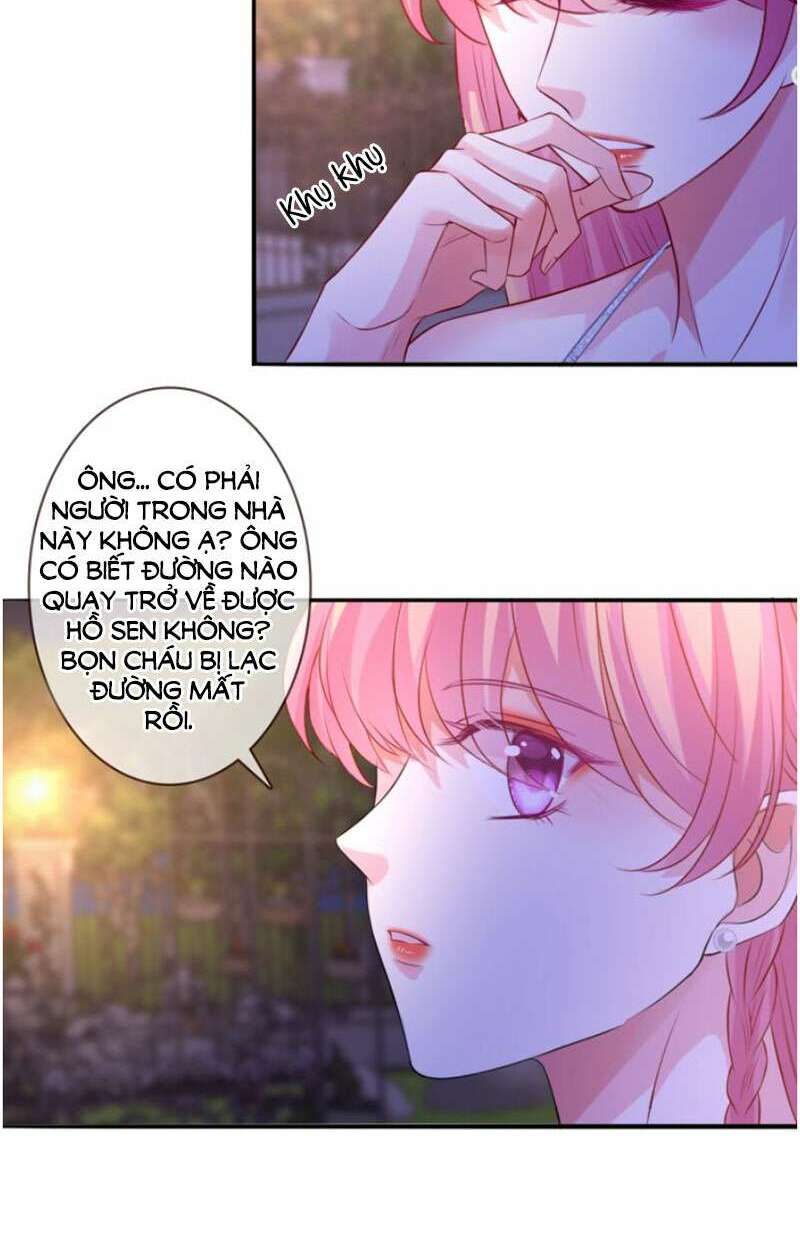 Khụ khụ
ÔNG... CÓ PHẢI
NGƯỜI TRONG NHÀ
NÀY KHÔNG Ạ? ÔNG
CÓ BIẾT ĐƯỜNG NÀO
QUAY TRỞ VỀ ĐƯỢC
HỒ SEN KHÔNG?
BỌN CHÁU BỊ LẠC
ĐƯỜNG MẤT
RỒI.